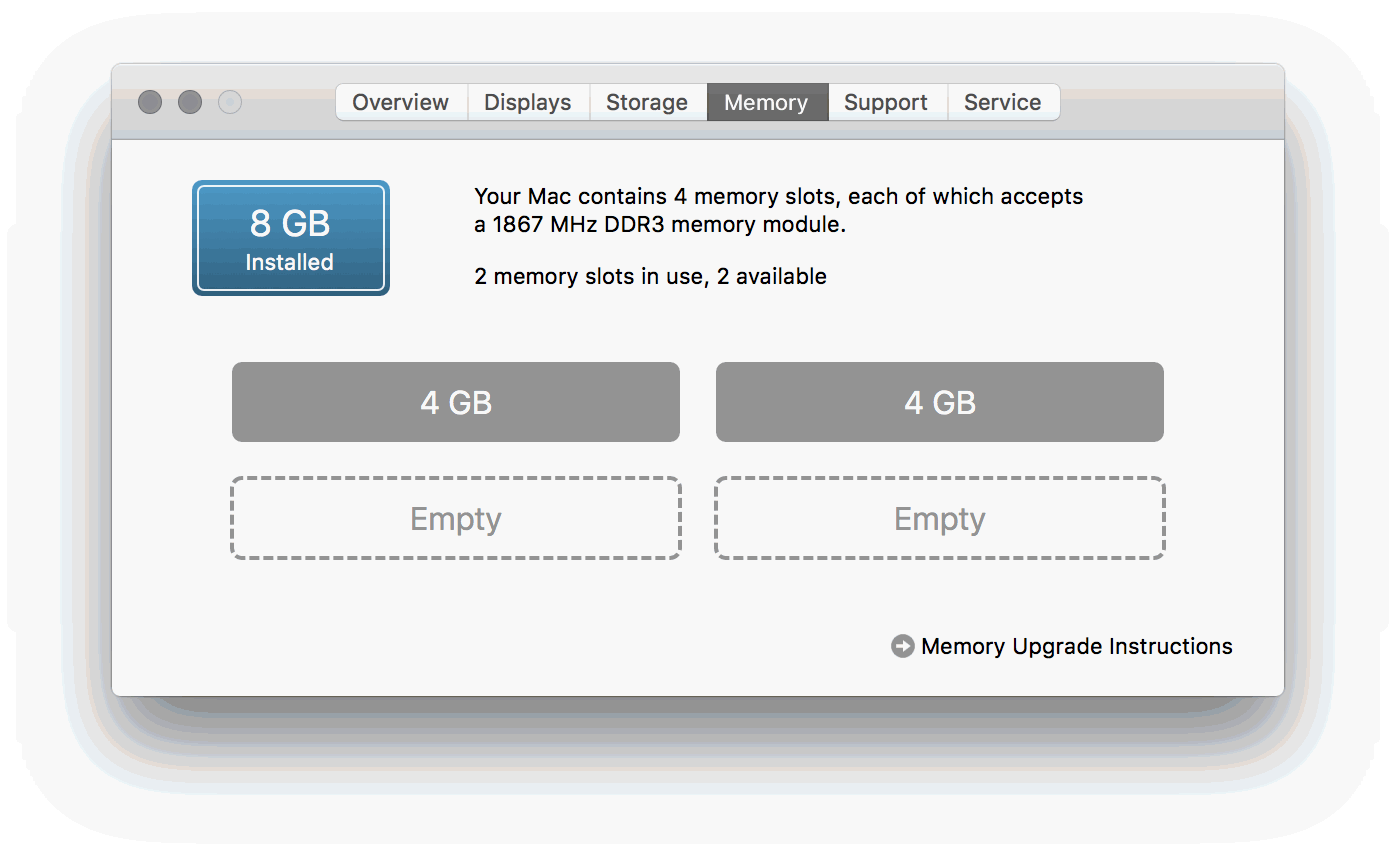 Overview Displays Storage Memory Support Service
8 GB
Installed
Your Mac contains 4 memory slots, each of which accepts
a 1867 MHz DDR3 memory module.
2 memory slots in use, 2 available
4 GB 4 GB
Empty Empty
Memory Upgrade Instructions